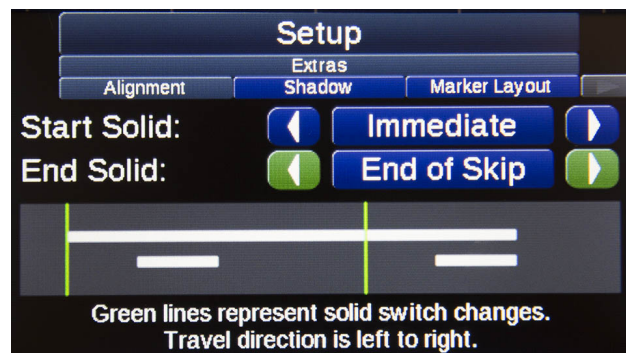 Setup
Extras
Alignment Shadow Marker Layout
Start Solid: Immediate
End Solid: End of Skip
Green lines represent solid switch changes.
Travel direction is left to right.